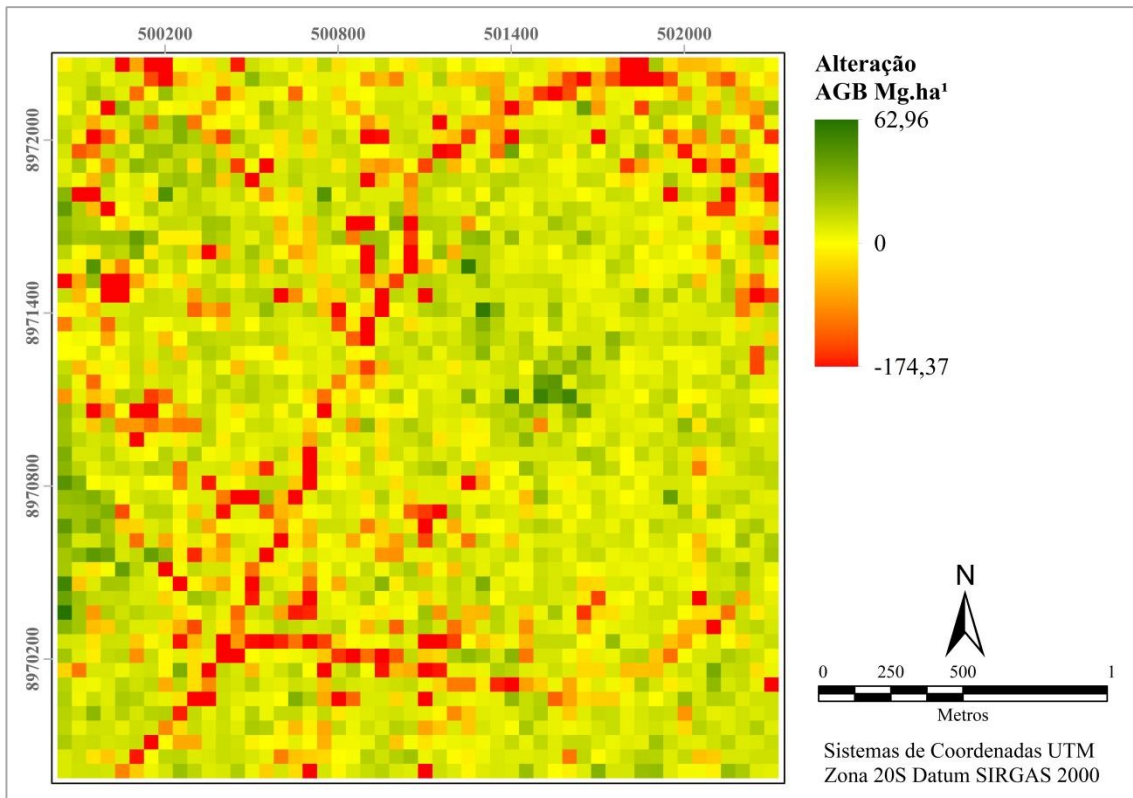 500200 500800 501400 502000
8972000
8971400
8970800
8970200
Alteração
AGB Mg.ha¹
62,96
0
-174,37
N
0 250 500 1
Metros
Sistemas de Coordenadas UTM
Zona 20S Datum SIRGAS 2000